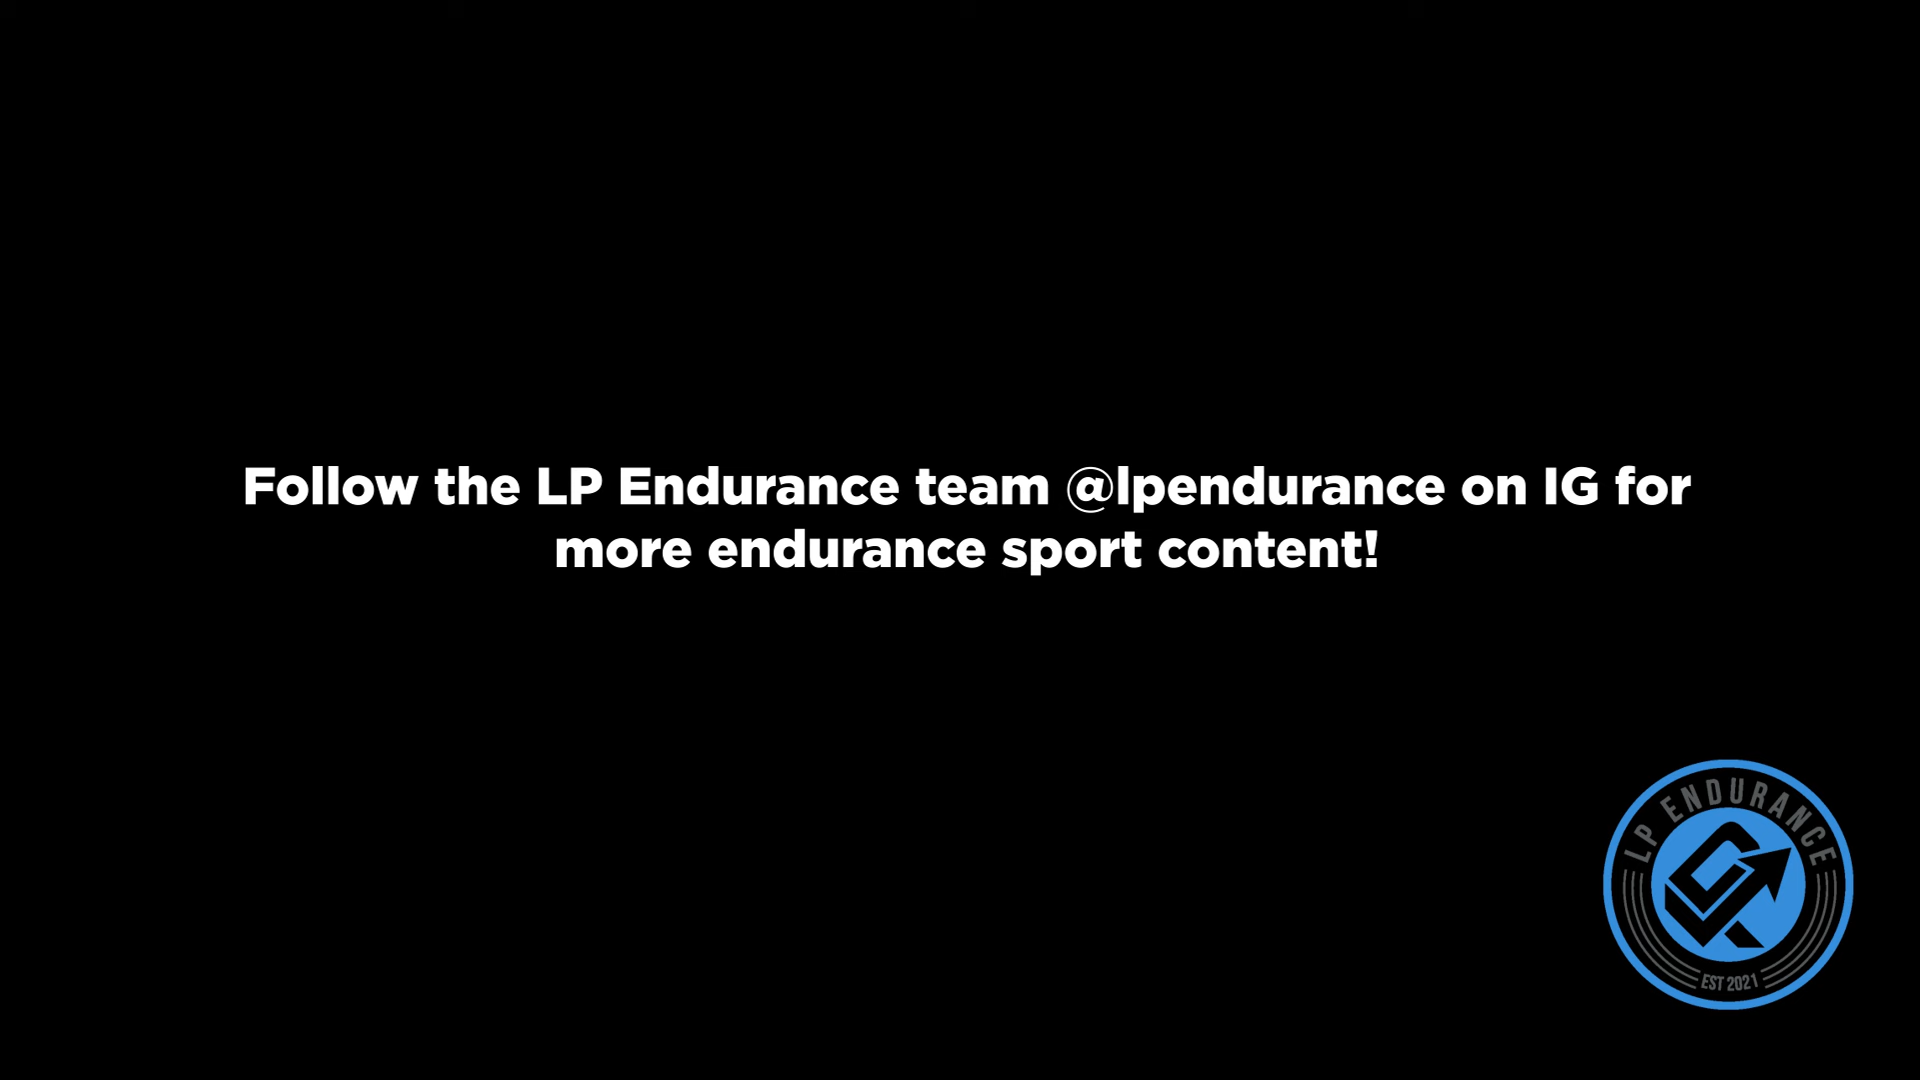 Follow the LP Endurance team @lpendurance on IG for
more endurance sport content!
LP ENDURANCE
EST 2021